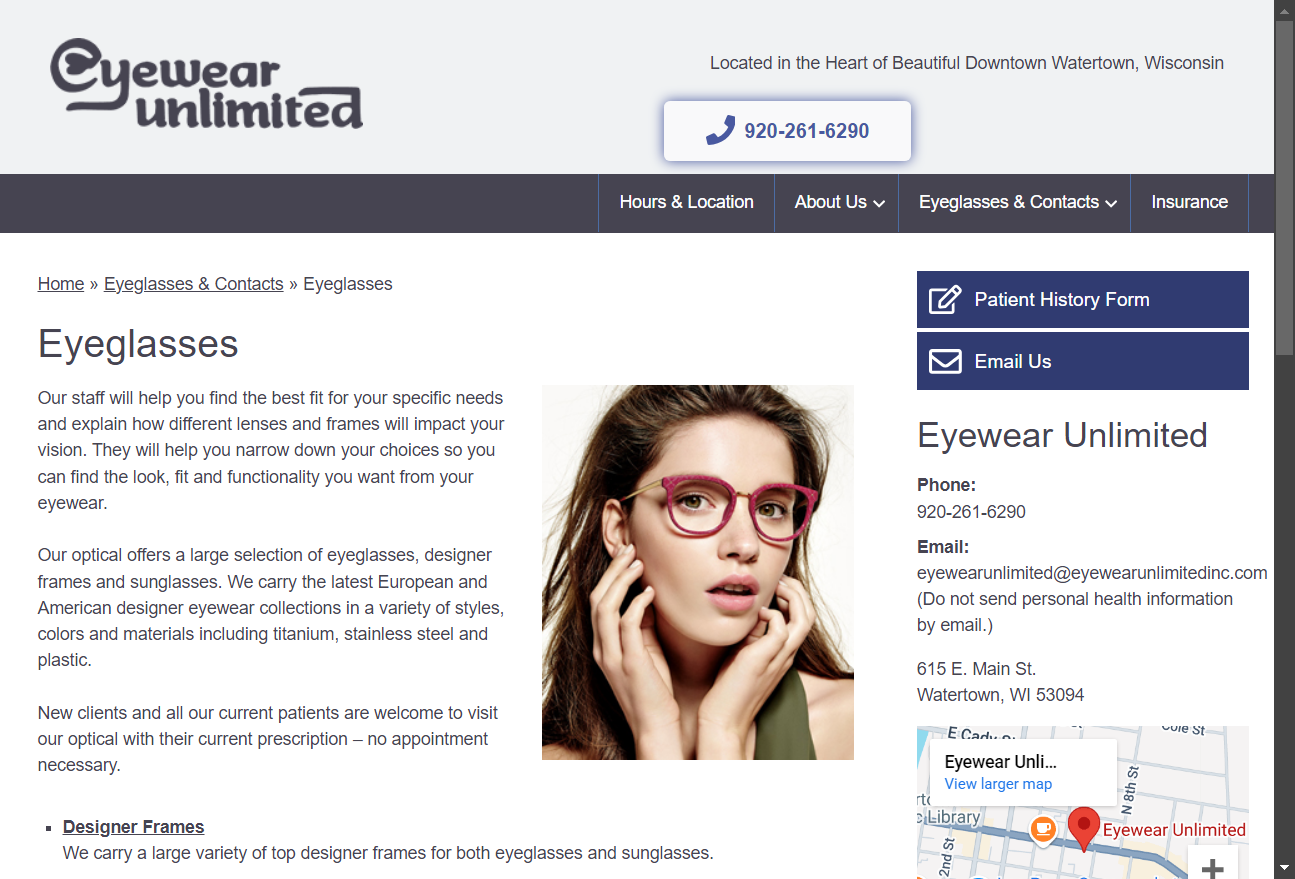 Eyewear
unlimited
Located in the Heart of Beautiful Downtown Watertown, Wisconsin
920-261-6290
Hours & Location
About Us
Eyeglasses & Contacts
Insurance
Home » Eyeglasses & Contacts » Eyeglasses
Eyeglasses
Our staff will help you find the best fit for your specific needs
and explain how different lenses and frames will impact your
vision. They will help you narrow down your choices so you
can find the look, fit and functionality you want from your
eyewear.
Our optical offers a large selection of eyeglasses, designer
frames and sunglasses. We carry the latest European and
American designer eyewear collections in a variety of styles,
colors and materials including titanium, stainless steel and
plastic.
New clients and all our current patients are welcome to visit
our optical with their current prescription – no appointment
necessary.
Designer Frames
We carry a large variety of top designer frames for both eyeglasses and sunglasses.
Patient History Form
Email Us
Eyewear Unlimited
Phone:
920-261-6290
Email:
eyewearunlimited@eyewearunlimitedinc.com
(Do not send personal health information
by email.)
615 E. Main St.
Watertown, WI 53094
E Cady
Cole St
Eyewear Unli...
View larger map
N 8th St
Library
Eyewear Unlimited
2nd St